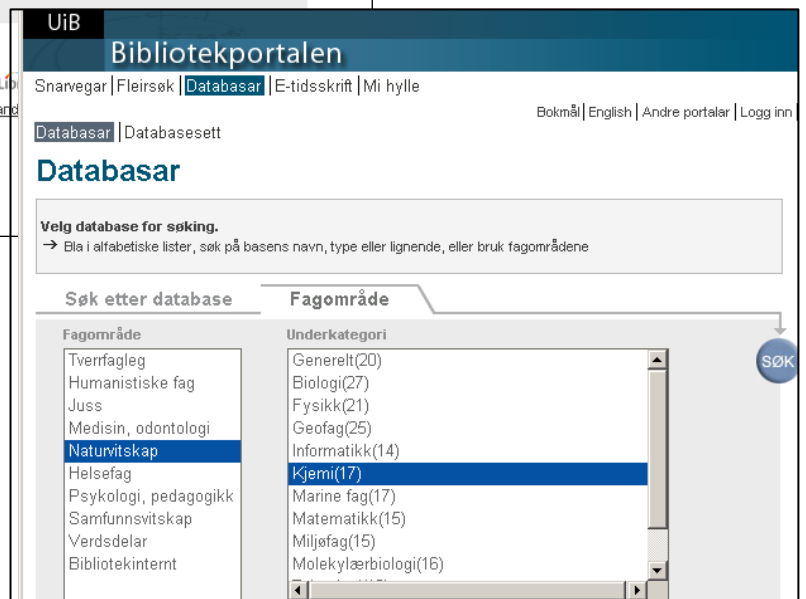 UiB
Bibliotekportalen
Snarvegar | Fleirsøk | Databasar | E-tidsskrift | Mi hylle
Bokmål | English | Andre portalar | Logg inn
Databasar | Databasesett
Databasar
Velg database for søking.
→ Bla i alfabetiske lister, søk på basens navn, type eller lignende, eller bruk fagområdene
Søk etter database Fagområde
Fagområde
Tverrfagleg
Humanistiske fag
Juss
Medisin, odontologi
Naturvitskap
Helsefag
Psykologi, pedagogikk
Samfunnsvitskap
Verdsdelar
Bibliotekinternt
Underkategori
Generelt(20)
Biologi(27)
Fysikk(21)
Geofag(25)
Informatikk(14)
Kjemi(17)
Marine fag(17)
Matematikk(15)
Miljøfag(15)
Molekylærbiologi(16)
SØK